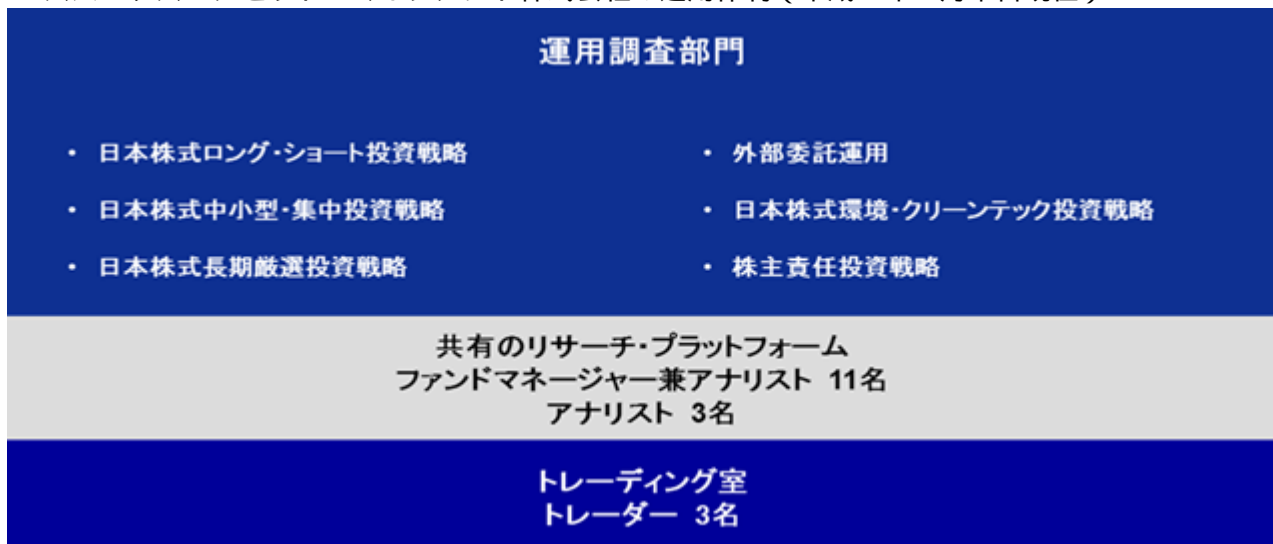 運用調査部門
・ 日本株式ロング・ショート投資戦略
・ 外部委託運用
・ 日本株式中小型・集中投資戦略
・ 日本株式環境・クリーンテック投資戦略
・ 日本株式長期厳選投資戦略
・ 株主責任投資戦略
共有のリサーチ・プラットフォーム
ファンドマネージャー兼アナリスト 11名
アナリスト 3名
トレーディング室
トレーダー 3名